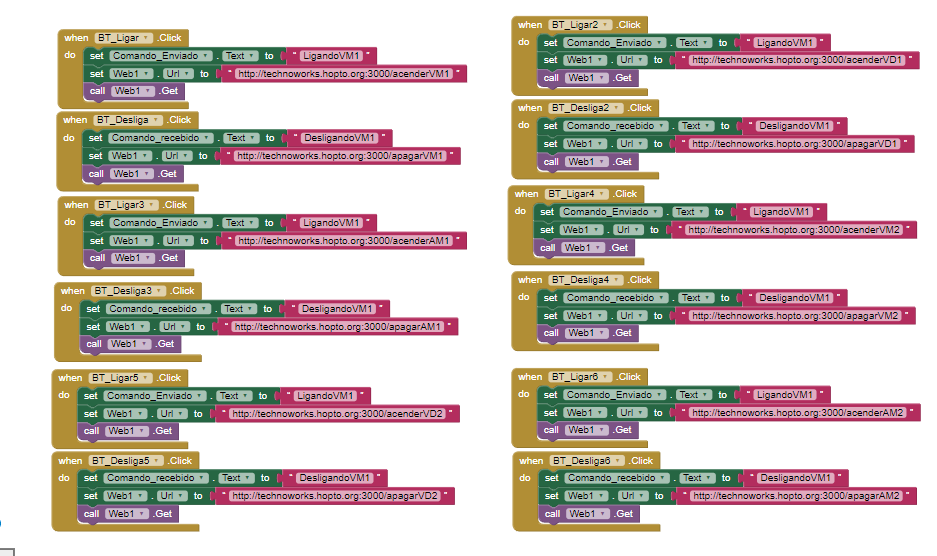 when BT_Ligar .Click
do set Comando_Enviado . Text to " LigandoVM1 "
set Web1 . Url to " http://technoworks.hopto.org:3000/acenderVM1 "
call Web1 .Get
when BT_Desliga .Click
do set Comando_recebido . Text to " DesligandoVM1 "
set Web1 . Url to " http://technoworks.hopto.org:3000/apagarVM1 "
call Web1 .Get
when BT_Ligar3 .Click
do set Comando_Enviado . Text to " LigandoVM1 "
set Web1 . Url to " http://technoworks.hopto.org:3000/acenderAM1 "
call Web1 .Get
when BT_Desliga3 .Click
do set Comando_recebido . Text to " DesligandoVM1 "
set Web1 . Url to " http://technoworks.hopto.org:3000/apagarAM1 "
call Web1 .Get
when BT_Ligar5 .Click
do set Comando_Enviado . Text to " LigandoVM1 "
set Web1 . Url to " http://technoworks.hopto.org:3000/acenderVD2 "
call Web1 .Get
when BT_Desliga5 .Click
do set Comando_recebido . Text to " DesligandoVM1 "
set Web1 . Url to " http://technoworks.hopto.org:3000/apagarVD2 "
call Web1 .Get
when BT_Ligar2 .Click
do set Comando_Enviado . Text to " LigandoVM1 "
set Web1 . Url to " http://technoworks.hopto.org:3000/acenderVD1 "
call Web1 .Get
when BT_Desliga2 .Click
do set Comando_recebido . Text to " DesligandoVM1 "
set Web1 . Url to " http://technoworks.hopto.org:3000/apagarVD1 "
call Web1 .Get
when BT_Ligar4 .Click
do set Comando_Enviado . Text to " LigandoVM1 "
set Web1 . Url to " http://technoworks.hopto.org:3000/acenderVM2 "
call Web1 .Get
when BT_Desliga4 .Click
do set Comando_recebido . Text to " DesligandoVM1 "
set Web1 . Url to " http://technoworks.hopto.org:3000/apagarVM2 "
call Web1 .Get
when BT_Ligar6 .Click
do set Comando_Enviado . Text to " LigandoVM1 "
set Web1 . Url to " http://technoworks.hopto.org:3000/acenderAM2 "
call Web1 .Get
when BT_Desliga6 .Click
do set Comando_recebido . Text to " DesligandoVM1 "
set Web1 . Url to " http://technoworks.hopto.org:3000/apagarAM2 "
call Web1 .Get